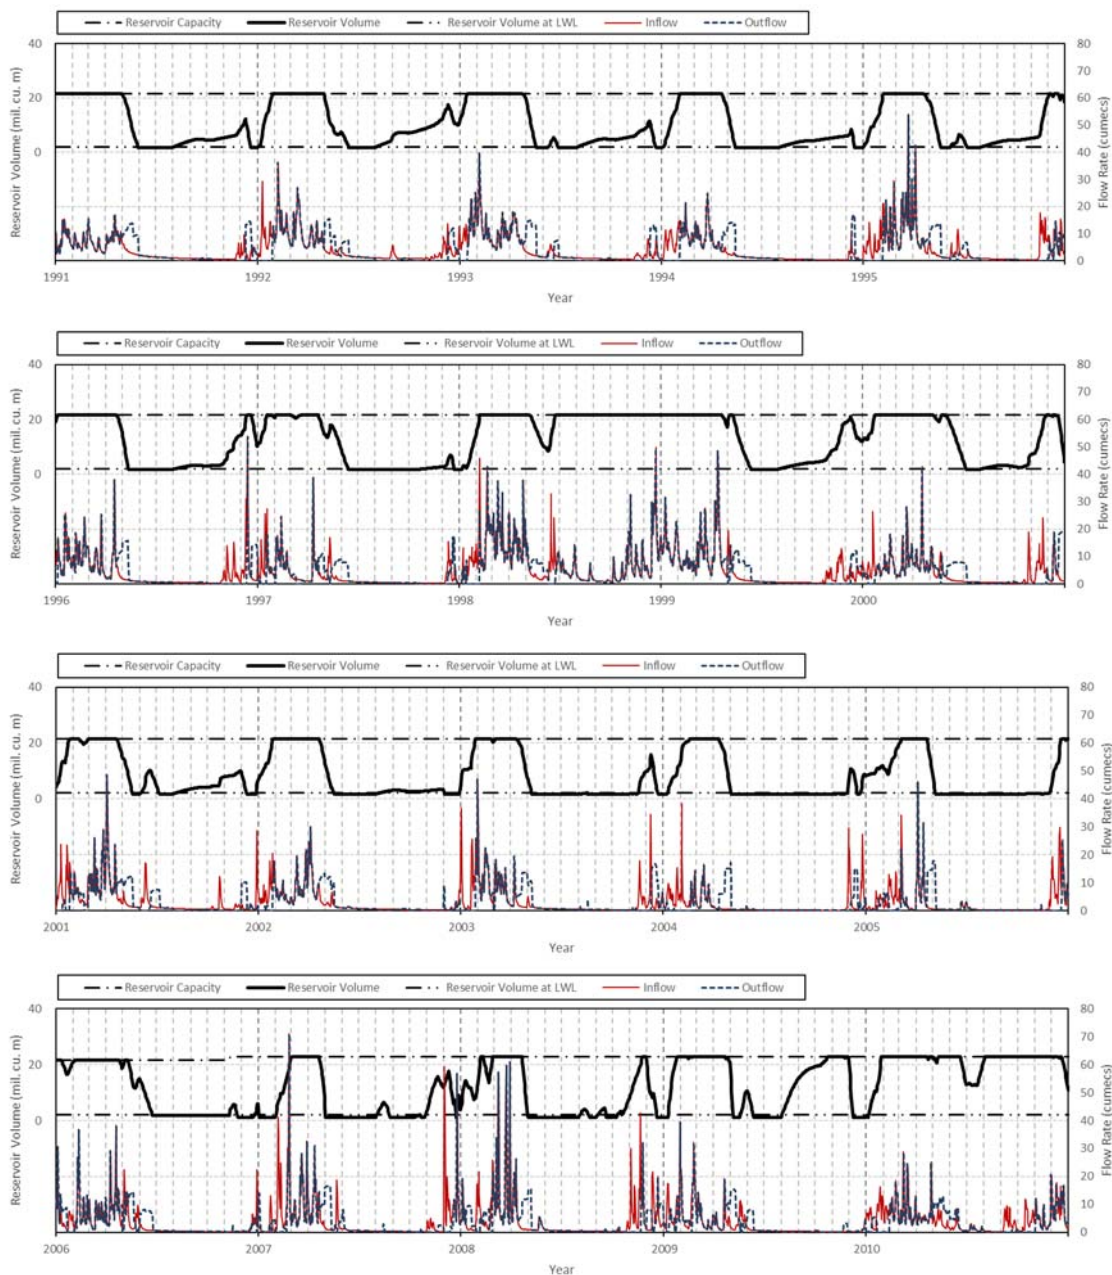 Reservoir Capacity Reservoir Volume Reservoir Volume at LWL Inflow Outflow
40 80
70
20 60
50
0 40
30
20
10
0
Reservoir Volume (mil. cu. m)
Flow Rate (cumecs)
1991 1992 1993 1994 1995
Year
Reservoir Capacity Reservoir Volume Reservoir Volume at LWL Inflow Outflow
40 80
70
20 60
50
0 40
30
20
10
0
Reservoir Volume (mil. cu. m)
Flow Rate (cumecs)
1996 1997 1998 1999 2000
Year
Reservoir Capacity Reservoir Volume Reservoir Volume at LWL Inflow Outflow
40 80
70
20 60
50
0 40
30
20
10
0
Reservoir Volume (mil. cu. m)
Flow Rate (cumecs)
2001 2002 2003 2004 2005
Year
Reservoir Capacity Reservoir Volume Reservoir Volume at LWL Inflow Outflow
40 80
70
20 60
50
0 40
30
20
10
0
Reservoir Volume (mil. cu. m)
Flow Rate (cumecs)
2006 2007 2008 2009 2010
Year